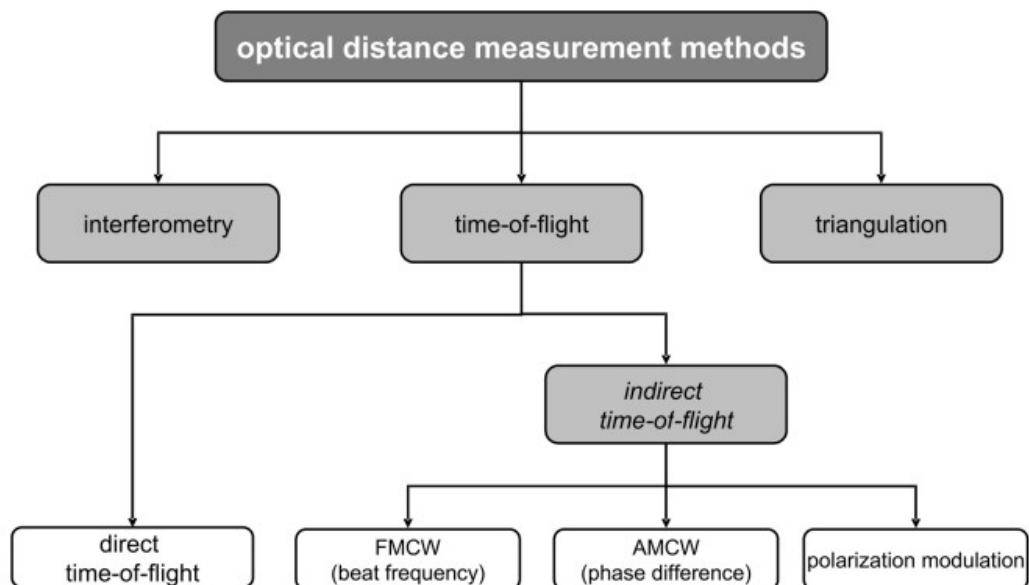 optical distance measurement methods
interferometry
time-of-flight
triangulation
indirect
time-of-flight
direct
time-of-flight
FMCW
(beat frequency)
AMCW
(phase difference)
polarization modulation